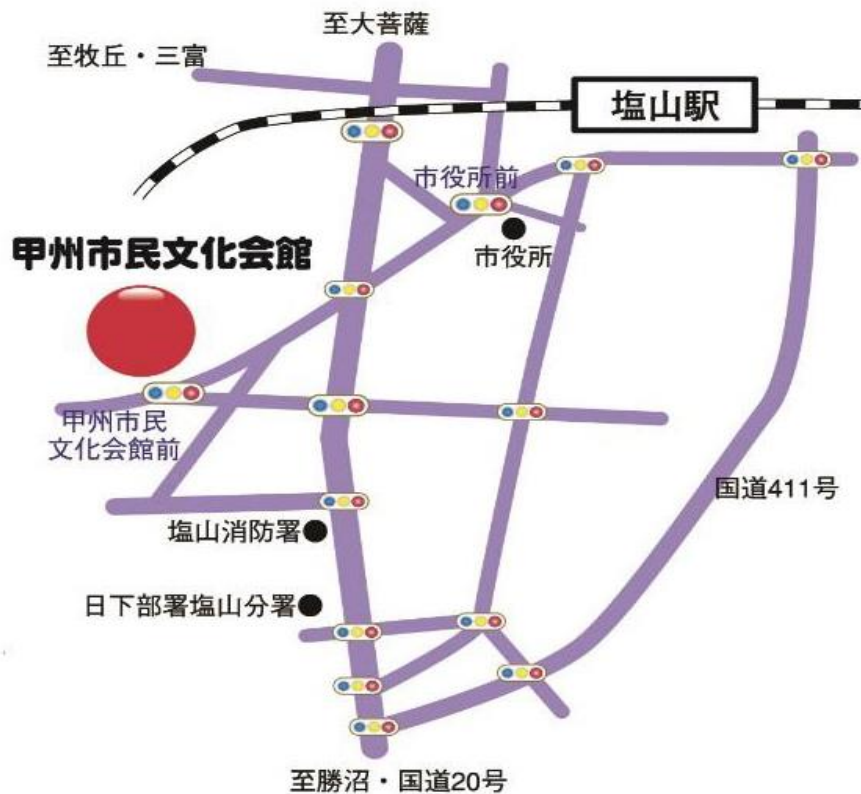 至大菩薩
至牧丘・三富
塩山駅
市役所前
甲州市民文化会館
市役所
甲州市民
文化会館前
国道411号
塩山消防署
日下部署塩山分署
至勝沼・国道20号